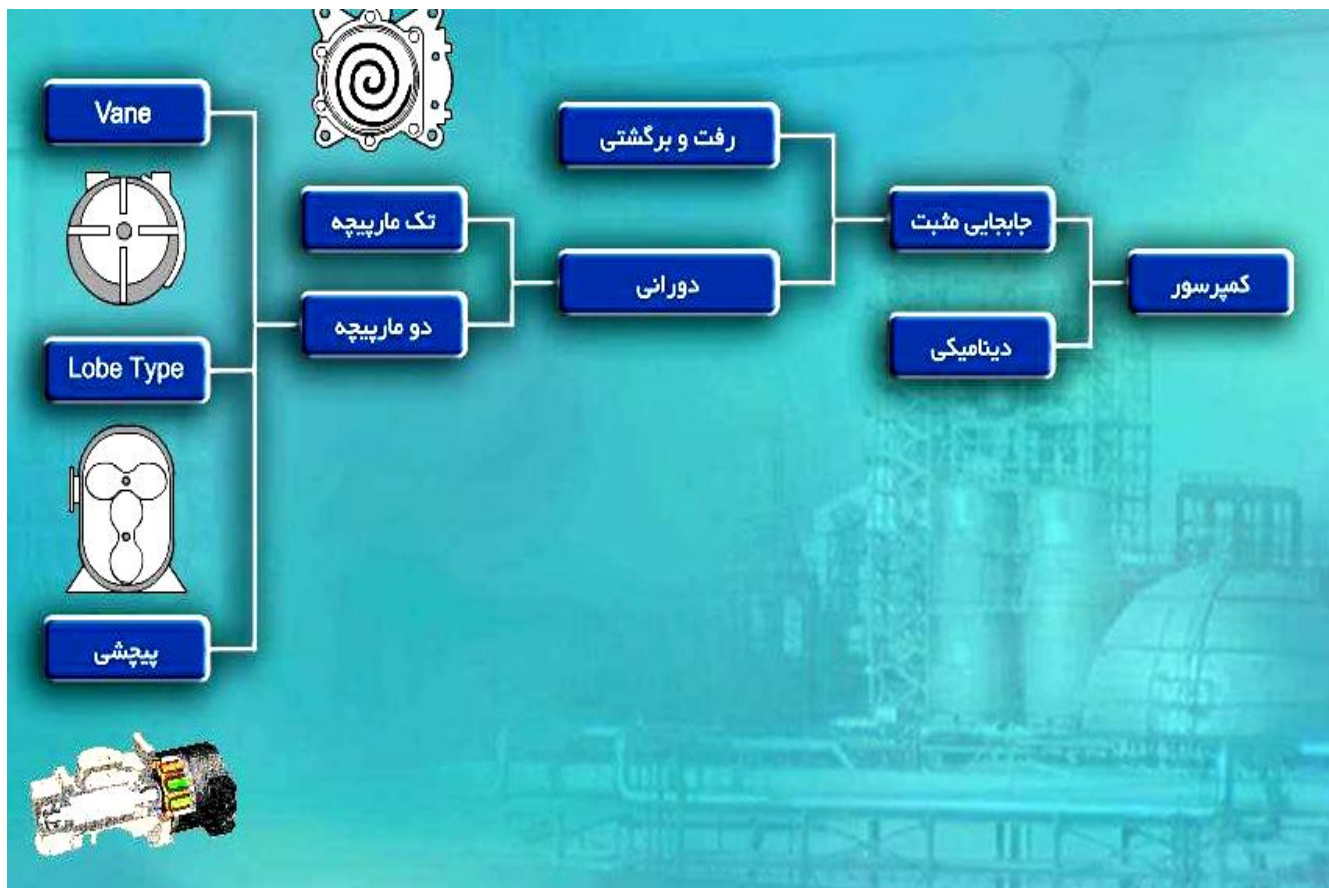 کمپرسور
جابجایی مثبت
دینامیکی
رفت و برگشتی
دورانی
تک مارپیچه
دو مارپیچه
Vane
Lobe Type
پیچشی